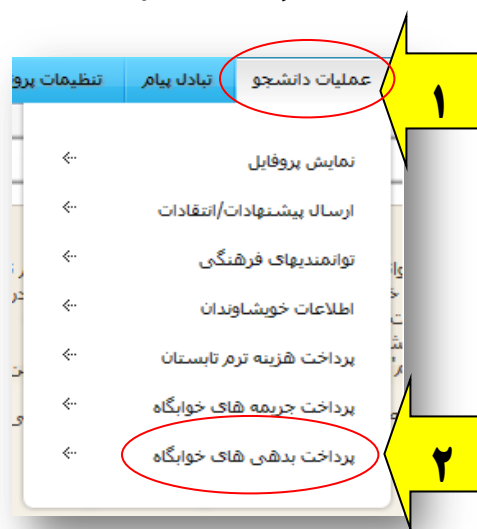 عملیات دانشجو تبادل پیام تنظیمات
۱
نمایش پروفایل
ارسال پیشنهادات/انتقادات
توانمندیهای فرهنگی
اطلاعات خویشاوندان
پرداخت هزینه ترم تابستان
پرداخت جریمه های خوابگاه
پرداخت بدهی های خوابگاه
۲